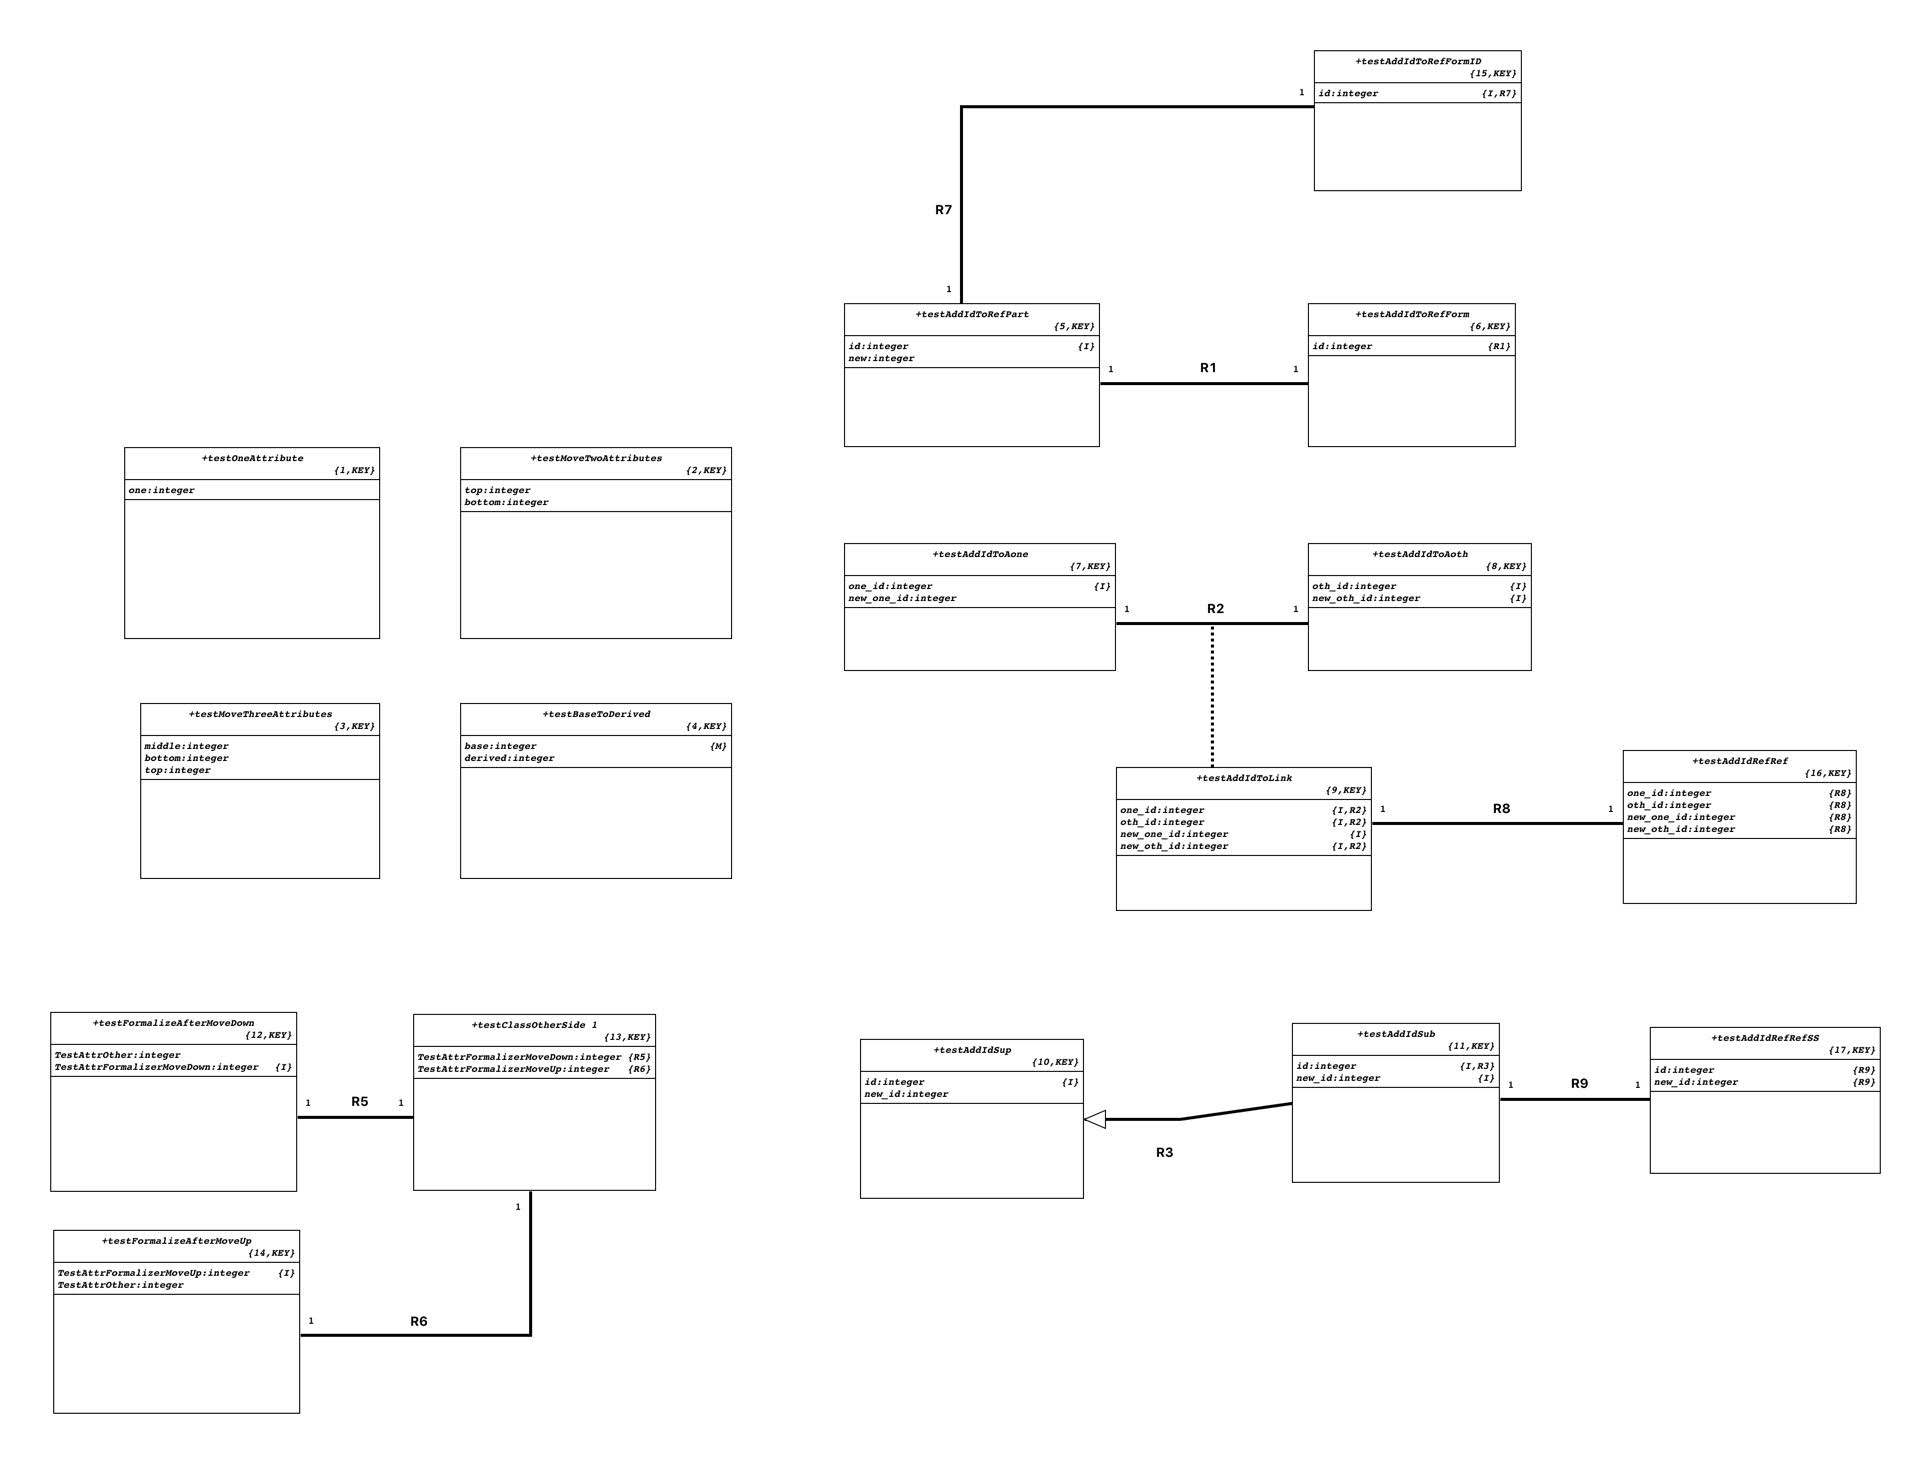 +testAddIdToRefFormID
{15,KEY}
id:integer {I,R7}
1
R7
1
+testAddIdToRefPart
{5,KEY}
id:integer {I}
new:integer
1
R1
1
+testAddIdToRefForm
{6,KEY}
id:integer {R1}
+testOneAttribute
{1,KEY}
one:integer
+testMoveTwoAttributes
{2,KEY}
top:integer
bottom:integer
+testAddIdToAone
{7,KEY}
one_id:integer {I}
new_one_id:integer
1
R2
1
+testAddIdToAoth
{8,KEY}
oth_id:integer {I}
new_oth_id:integer {I}
+testMoveThreeAttributes
{3,KEY}
middle:integer
bottom:integer
top:integer
+testBaseToDerived
{4,KEY}
base:integer {M}
derived:integer
+testAddIdToLink
{9,KEY}
one_id:integer {I,R2}
oth_id:integer {I,R2}
new_one_id:integer {I}
new_oth_id:integer {I,R2}
1
R8
1
+testAddIdRefRef
{16,KEY}
one_id:integer {R8}
oth_id:integer {R8}
new_one_id:integer {R8}
new_oth_id:integer {R8}
+testFormalizeAfterMoveDown
{12,KEY}
TestAttrOther:integer
TestAttrFormalizerMoveDown:integer {I}
1
R5
1
+testClassOtherSide 1
{13,KEY}
TestAttrFormalizerMoveDown:integer {R5}
TestAttrFormalizerMoveUp:integer {R6}
1
+testAddIdSup
{10,KEY}
id:integer {I}
new_id:integer
R3
+testAddIdSub
{11,KEY}
id:integer {I,R3}
new_id:integer {I}
1
R9
1
+testAddIdRefRefSS
{17,KEY}
id:integer {R9}
new_id:integer {R9}
+testFormalizeAfterMoveUp
{14,KEY}
TestAttrFormalizerMoveUp:integer {I}
TestAttrOther:integer
1
R6